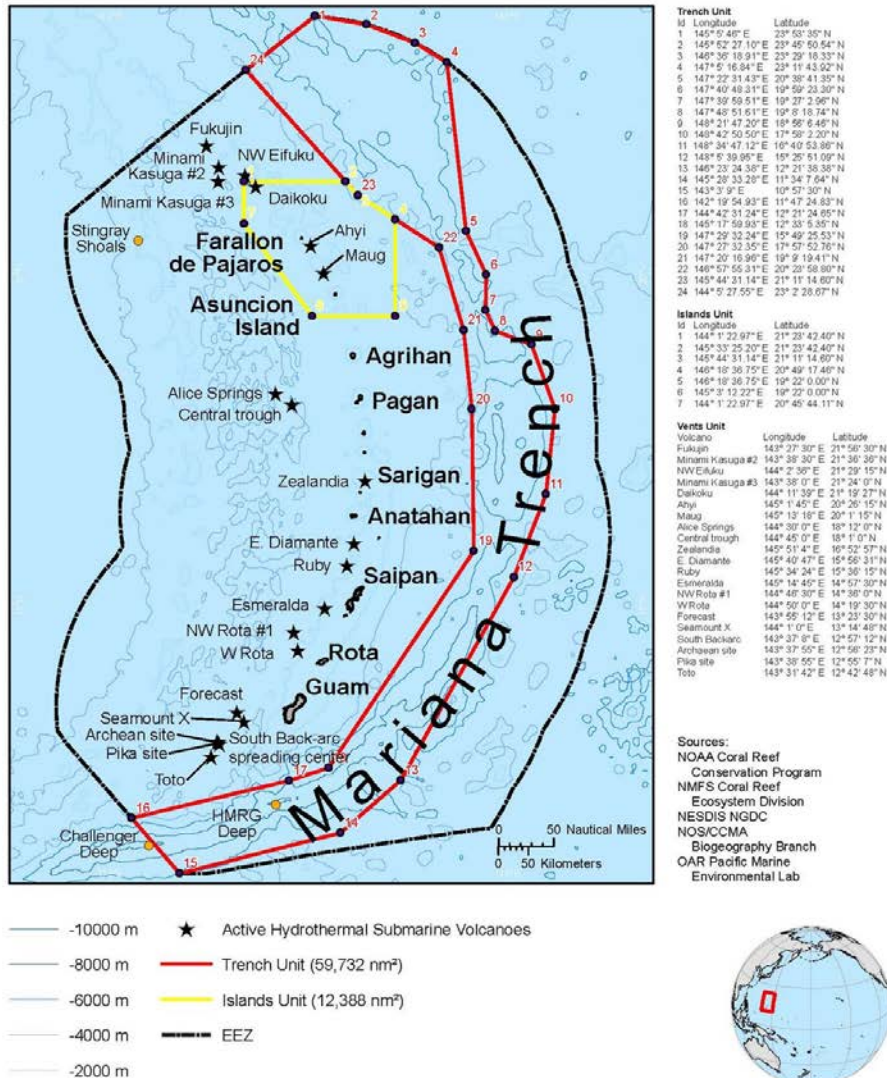 Fukujin
Minami
Kasuga #2
NW Eifuku
Minami Kasuga #3
Daikoku
Stingray
Shoals
Farallon
de Pajaros
Ahyi
Maug
Asuncion
Island
Agrihan
Alice Springs
Central trough
Pagan
Zealandia
Sarigan
Anatahan
E. Diamante
Ruby
Saipan
Esmeralda
NW Rota #1
W Rota
Rota
Guam
Forecast
Seamount X
Archean site
Pika site
South Back-arc
spreading center
Toto
HMRG
Deep
Challenger
Deep
Mariana Trench
1
2
3
4
5
6
7
8
9
10
11
12
13
14
15
16
17
19
20
21
22
23
24
0 50 Nautical Miles
0 50 Kilometers
Trench Unit
Id Longitude Latitude
1 145° 5' 46" E 23° 53' 35" N
2 145° 52' 27.10" E 23° 45' 50.54" N
3 146° 36' 18.91" E 23° 29' 18.33" N
4 147° 5' 16.84" E 23° 11' 43.92" N
5 147° 22' 31.43" E 20° 38' 41.35" N
6 147° 40' 48.31" E 19° 59' 23.30" N
7 147° 39' 59.51" E 19° 27' 2.96" N
8 147° 48' 51.61" E 19° 8' 18.74" N
9 148° 21' 47.20" E 18° 56' 6.46" N
10 148° 42' 50.50" E 17° 58' 2.20" N
11 148° 34' 47.12" E 16° 40' 53.86" N
12 148° 5' 39.95" E 15° 25' 51.09" N
13 146° 23' 24.38" E 12° 21' 38.38" N
14 145° 28' 33.28" E 11° 34' 7.64" N
15 143° 3' 9" E 10° 57' 30" N
16 142° 19' 54.93" E 11° 47' 24.83" N
17 144° 42' 31.24" E 12° 21' 24.65" N
18 145° 17' 59.93" E 12° 33' 5.35" N
19 147° 29' 32.24" E 15° 49' 25.53" N
20 147° 27' 32.35" E 17° 57' 52.76" N
21 147° 20' 16.96" E 19° 9' 19.41" N
22 146° 57' 55.31" E 20° 23' 58.80" N
23 145° 44' 31.14" E 21° 11' 14.60" N
24 144° 5' 27.55" E 23° 2' 28.67" N
Islands Unit
Id Longitude Latitude
1 144° 1' 22.97" E 21° 23' 42.40" N
2 145° 33' 25.20" E 21° 23' 42.40" N
3 145° 44' 31.14" E 21° 11' 14.60" N
4 146° 18' 36.75" E 20° 49' 17.46" N
5 146° 18' 36.75" E 19° 22' 0.00" N
6 145° 3' 12.22" E 19° 22' 0.00" N
7 144° 1' 22.97" E 20° 45' 44.11" N
Vents Unit
Volcano Longitude Latitude
Fukujin 143° 27' 30" E 21° 56' 30" N
Minami Kasuga #2 143° 38' 30" E 21° 36' 36" N
NW Eifuku 144° 2' 36" E 21° 29' 15" N
Minami Kasuga #3 143° 38' 0" E 21° 24' 0" N
Daikoku 144° 11' 39" E 21° 19' 27" N
Ahyi 145° 1' 45" E 20° 26' 15" N
Maug 145° 13' 18" E 20° 1' 15" N
Alice Springs 144° 30' 0" E 18° 12' 0" N
Central trough 144° 45' 0" E 18° 1' 0" N
Zealandia 145° 51' 4" E 16° 52' 57" N
E. Diamante 145° 40' 47" E 15° 56' 31" N
Ruby 145° 34' 24" E 15° 36' 15" N
Esmeralda 145° 14' 45" E 14° 57' 30" N
NW Rota #1 144° 46' 30" E 14° 36' 0" N
W Rota 144° 50' 0" E 14° 19' 30" N
Forecast 143° 55' 12" E 13° 23' 30" N
Seamount X 144° 1' 0" E 13° 14' 48" N
South Backarc 143° 37' 8" E 12° 57' 12" N
Archaean site 143° 37' 55" E 12° 56' 23" N
Pika site 143° 38' 55" E 12° 55' 7" N
Toto 143° 31' 42" E 12° 42' 48" N
Sources:
NOAA Coral Reef
Conservation Program
NMFS Coral Reef
Ecosystem Division
NESDIS NGDC
NOS/CCMA
Biogeography Branch
OAR Pacific Marine
Environmental Lab
-10000 m
-8000 m
-6000 m
-4000 m
-2000 m
Active Hydrothermal Submarine Volcanoes
Trench Unit (59,732 nm²)
Islands Unit (12,388 nm²)
EEZ